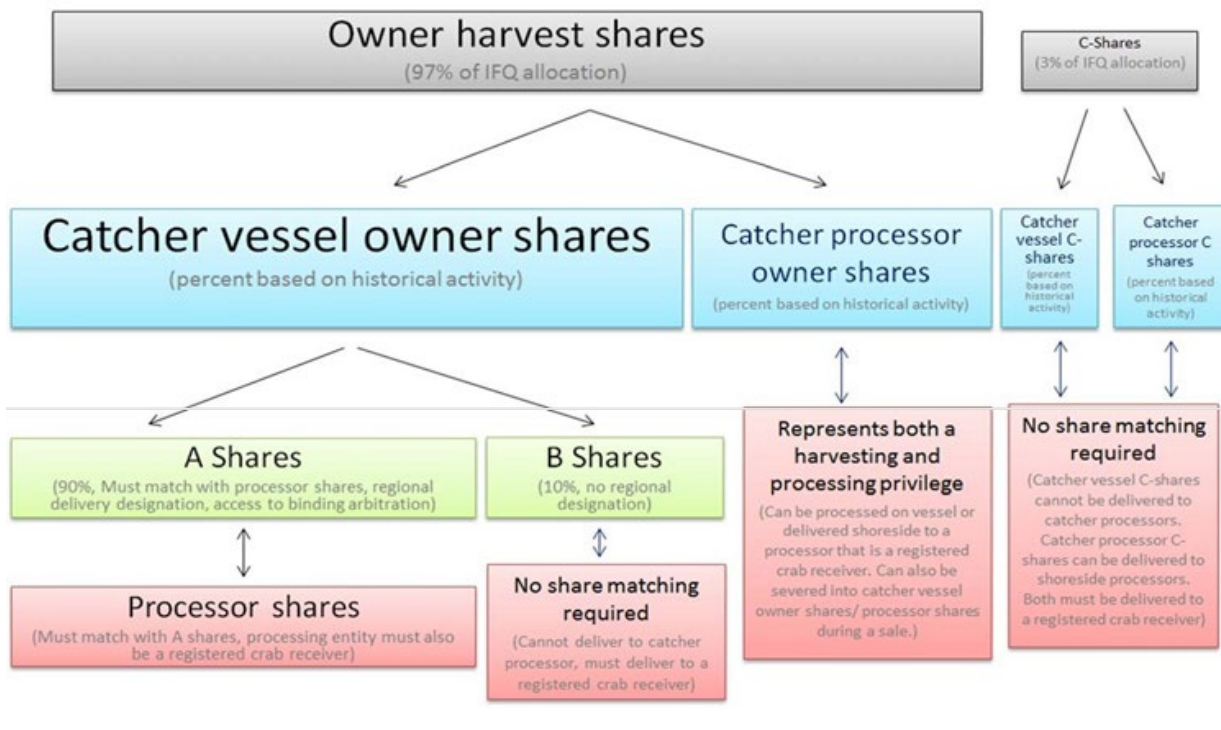 Owner harvest shares
(97% of IFQ allocation)
C-Shares
(3% of IFQ allocation)
Catcher vessel owner shares
(percent based on historical activity)
Catcher processor
owner shares
(percent based on historical activity)
Catcher
vessel C-
shares
(percent
based on
historical
activity)
Catcher
processor C
shares
(percent based
on historical
activity)
A Shares
(90%, Must match with processor shares, regional
delivery designation, access to binding arbitration)
B Shares
(10%, no regional
designation)
Represents both a
harvesting and
processing privilege
(Can be processed on vessel or
delivered shoreside to a
processor that is a registered
crab receiver. Can also be
severed into catcher vessel
owner shares/ processor shares
during a sale.)
No share matching
required
(Catcher vessel C-shares
cannot be delivered to
catcher processors.
Catcher processor C-
shares can be delivered to
shoreside processors.
Both must be delivered to
a registered crab receiver)
Processor shares
(Must match with A shares, processing entity must also
be a registered crab receiver)
No share matching
required
(Cannot deliver to catcher
processor, must deliver to a
registered crab receiver)